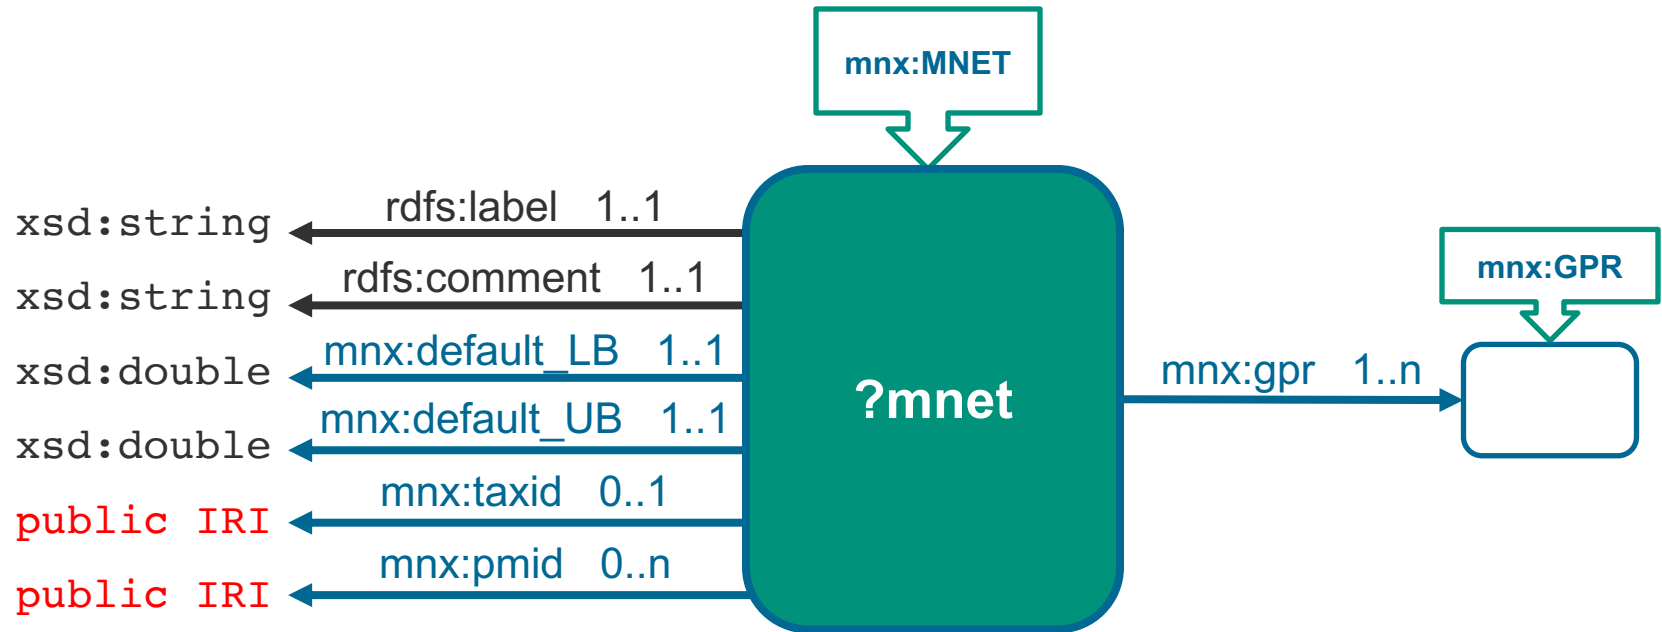 mnx:MNET
xsd:string rdfs:label 1..1
xsd:string rdfs:comment 1..1
mnx:GPR
xsd:double mnx:default_LB 1..1
?mnet
mnx:gpr 1..n
xsd:double mnx:default_UB 1..1
public IRI mnx:taxid 0..1
public IRI mnx:pmid 0..n